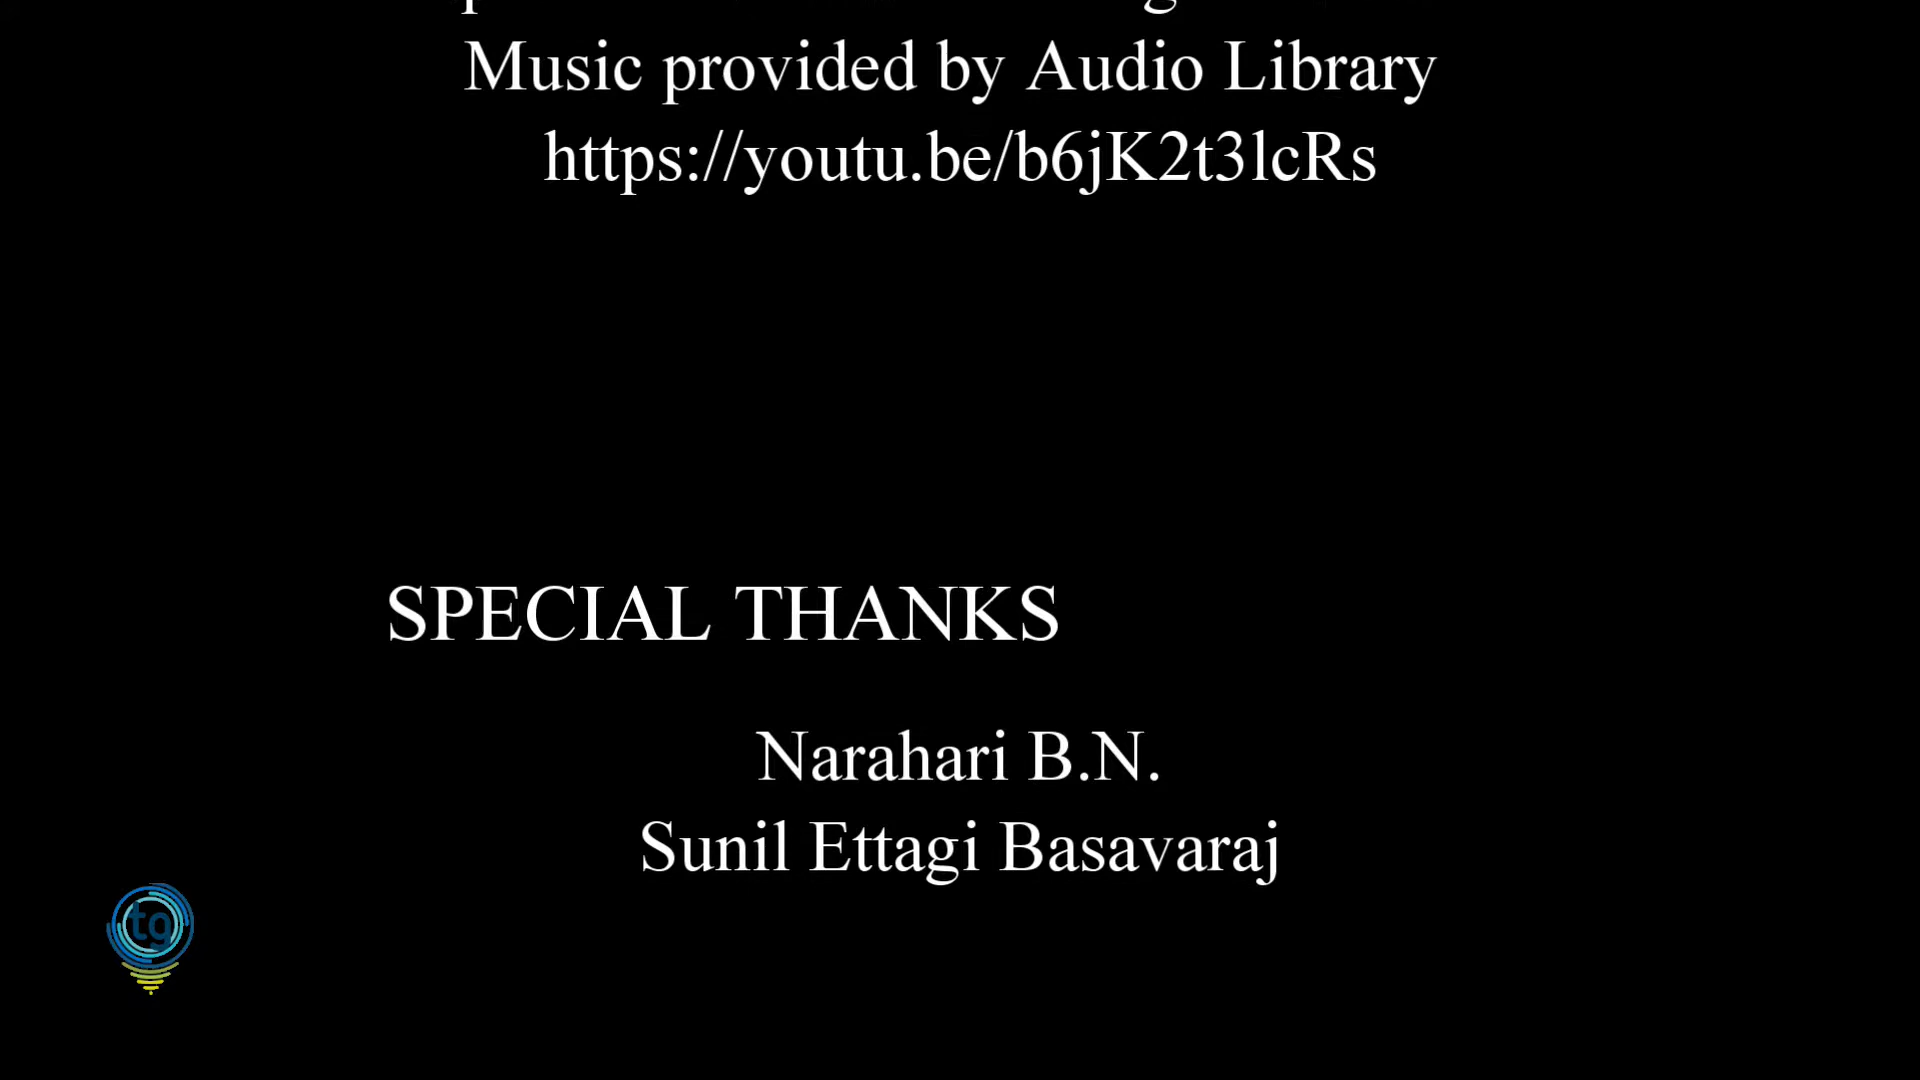 Music provided by Audio Library
https://youtu.be/b6jK2t3lcRs
SPECIAL THANKS
Narahari B.N.
Sunil Ettagi Basavaraj
tg